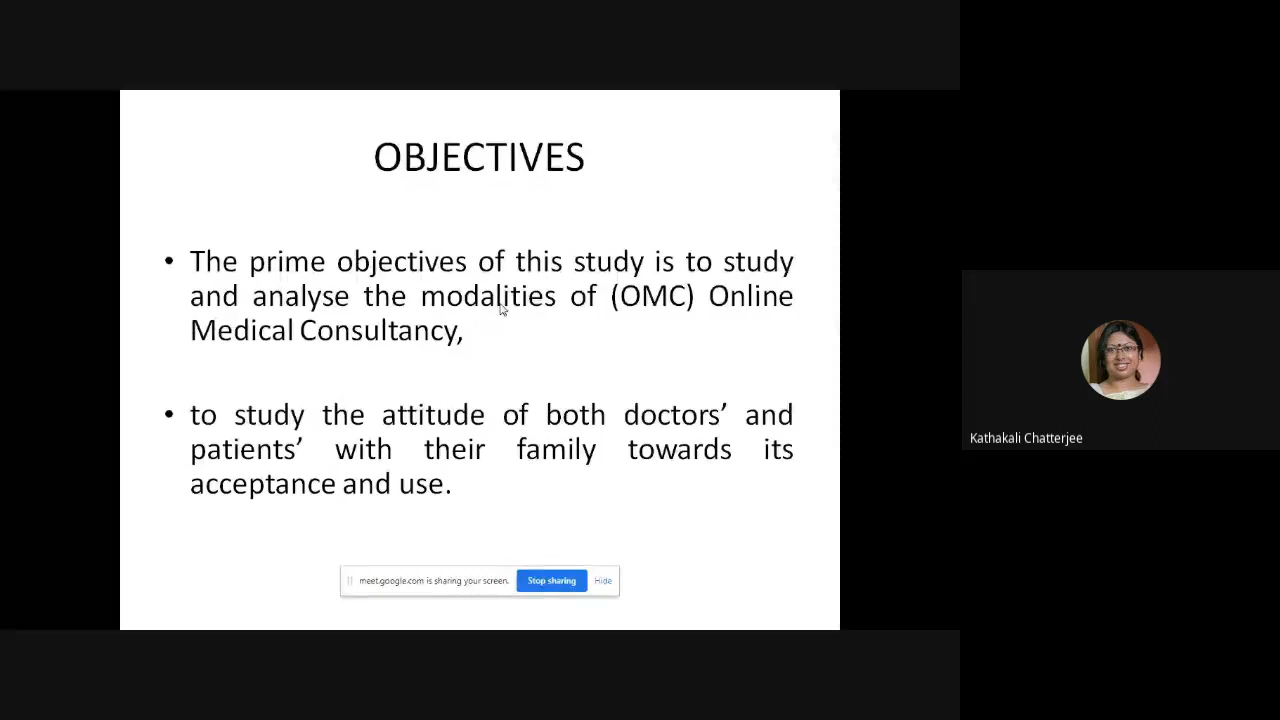 OBJECTIVES
• The prime objectives of this study is to study
and analyse the modalities of (OMC) Online
Medical Consultancy,
• to study the attitude of both doctors’ and
patients’ with their family towards its
acceptance and use.
meet.google.com is sharing your screen. Stop sharing Hide
Kathakali Chatterjee